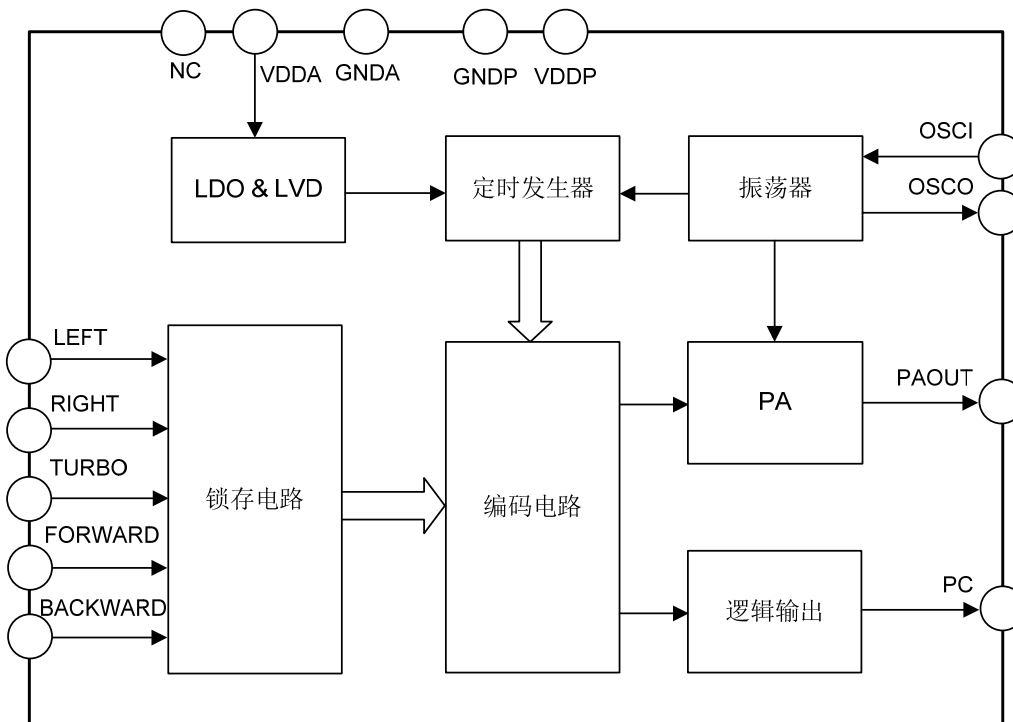 NC
VDDA
GNDA
GNDP
VDDP
OSCI
OSCO
LDO & LVD
定时发生器
振荡器
LEFT
RIGHT
TURBO
FORWARD
BACKWARD
锁存电路
编码电路
PA
PAOUT
逻辑输出
PC